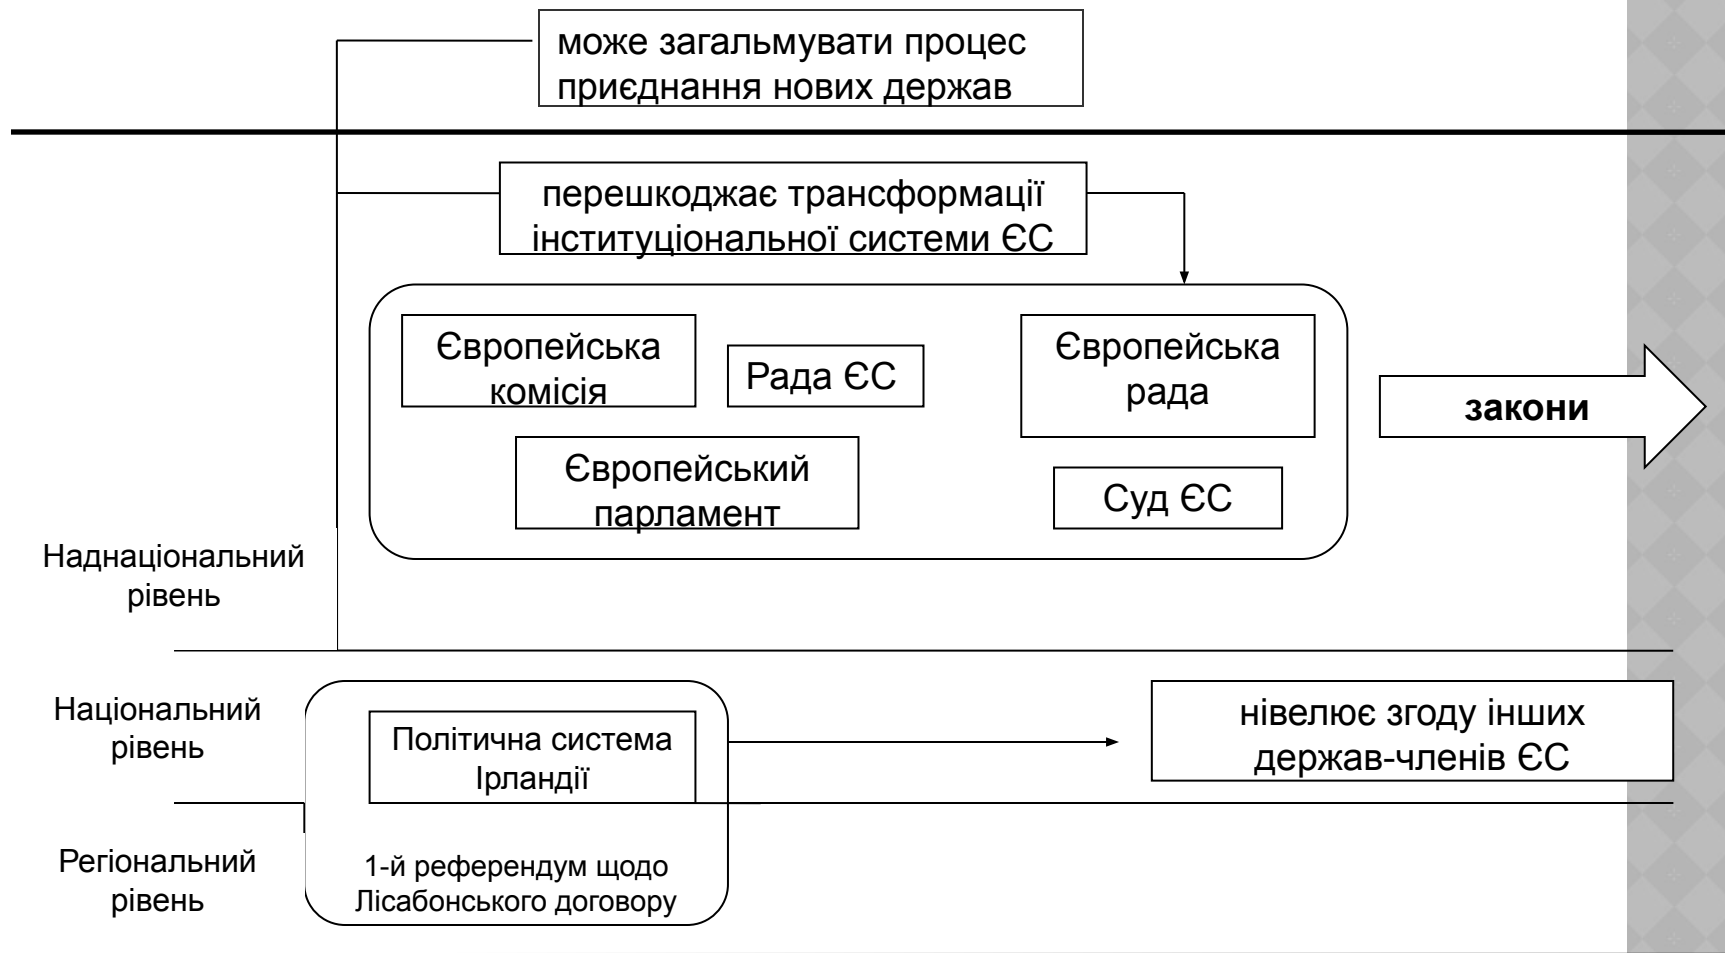 може загальмувати процес
приєднання нових держав
перешкоджає трансформації
інституціональної системи ЄС
Європейська
комісія
Рада ЄС
Європейська
рада
закони
Європейський
парламент
Суд ЄС
Наднаціональний
рівень
Національний
рівень
Політична система
Ірландії
нівелює згоду інших
держав-членів ЄС
Регіональний
рівень
1-й референдум щодо
Лісабонського договору